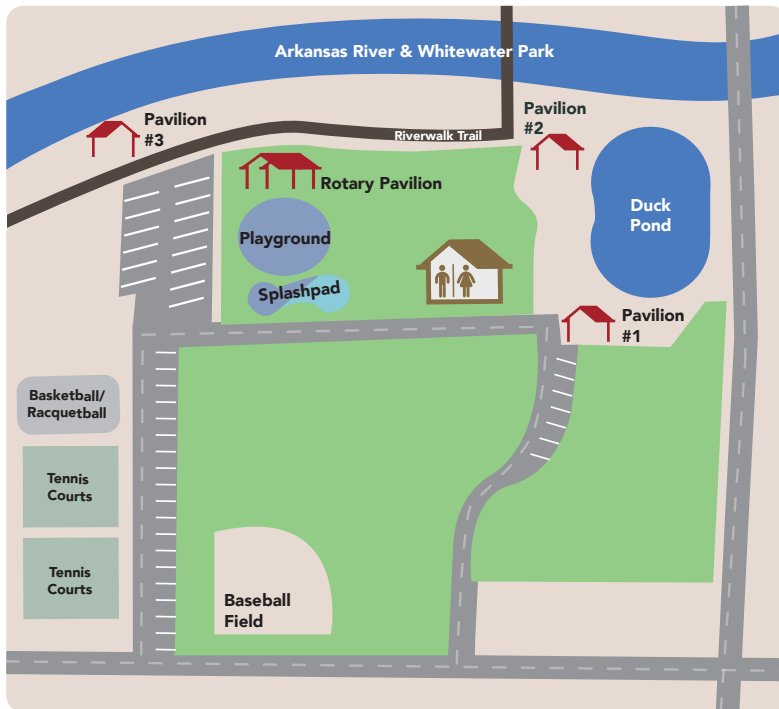 Arkansas River & Whitewater Park
Pavilion
#2
Pavilion
#3
Riverwalk Trail
Rotary Pavilion
Duck
Pond
Playground
Splashpad
Pavilion
#1
Basketball/
Racquetball
Tennis
Courts
Tennis
Courts
Baseball
Field